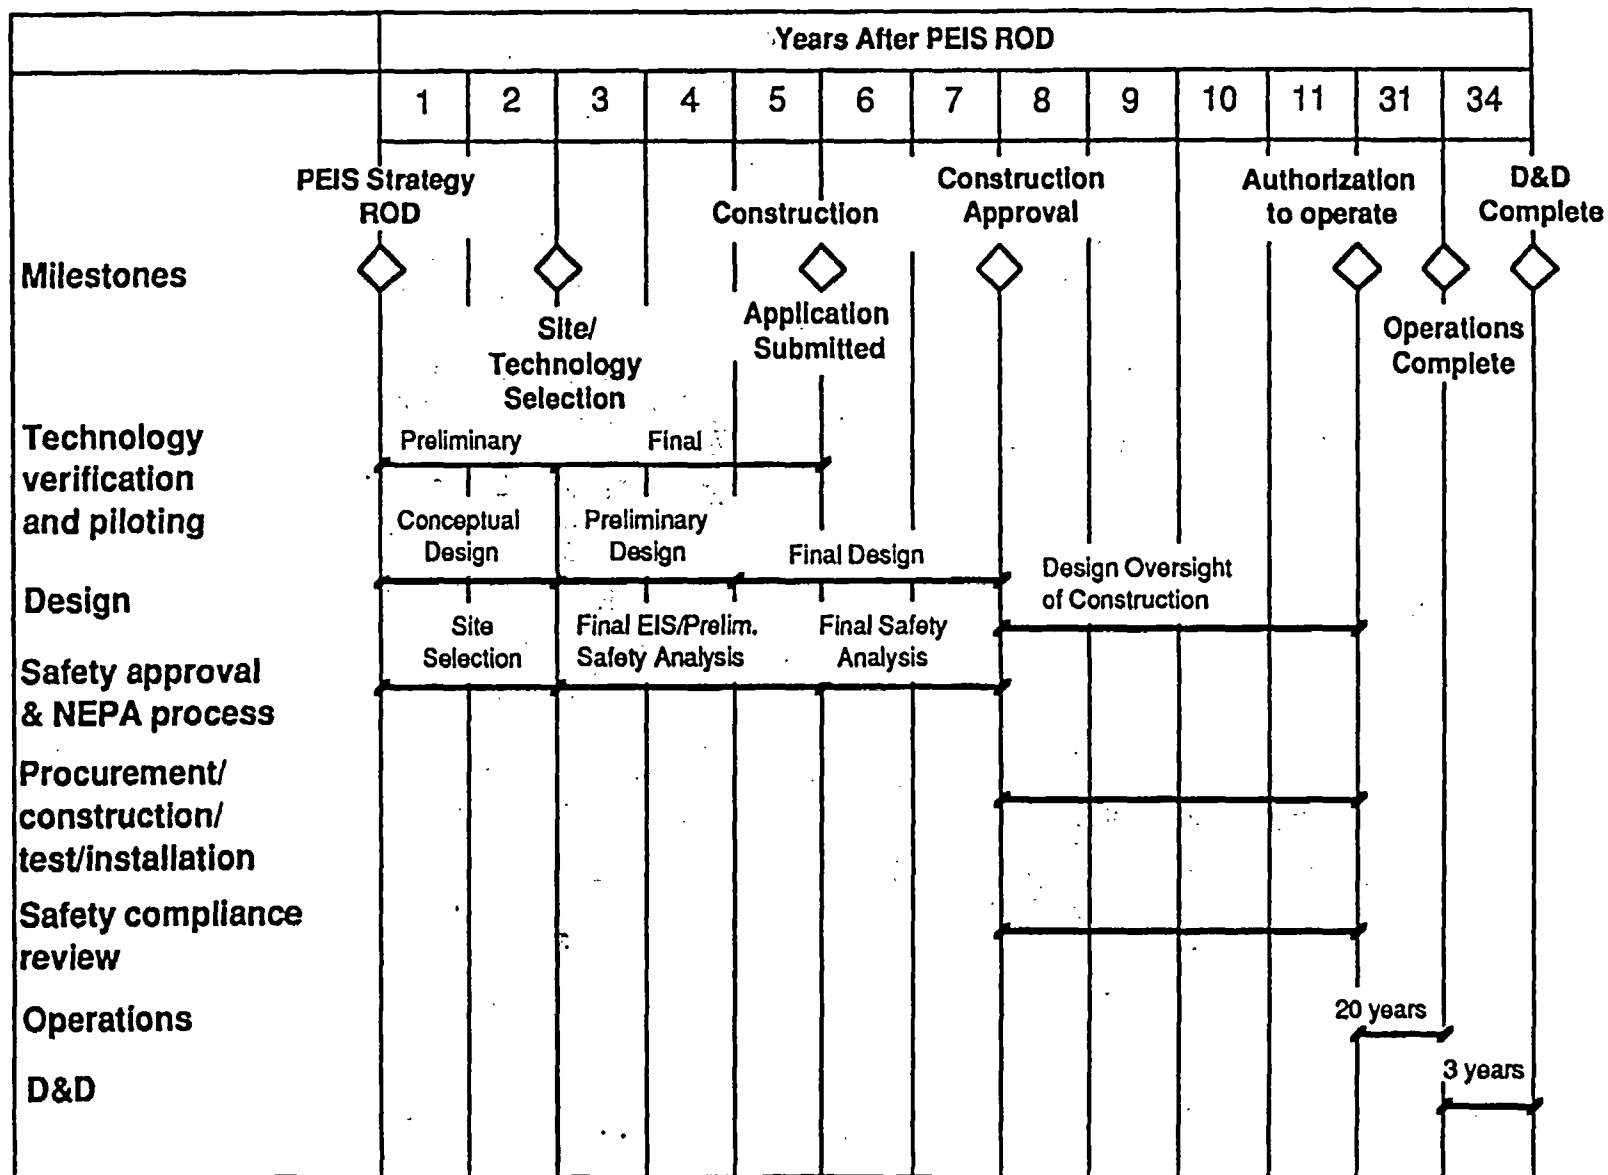 Years After PEIS ROD
1 2 3 4 5 6 7 8 9 10 11 31 34
PEIS Strategy
ROD
Construction
Construction
Approval
Authorization
to operate
D&D
Complete
Milestones
Site/
Technology
Selection
Application
Submitted
Operations
Complete
Technology
verification
and piloting
Preliminary
Final
Conceptual
Design
Preliminary
Design
Final Design
Design Oversight
of Construction
Design
Site
Selection
Final EIS/Prelim.
Safety Analysis
Final Safety
Analysis
Safety approval
& NEPA process
Procurement/
construction/
test/installation
Safety compliance
review
Operations
20 years
D&D
3 years